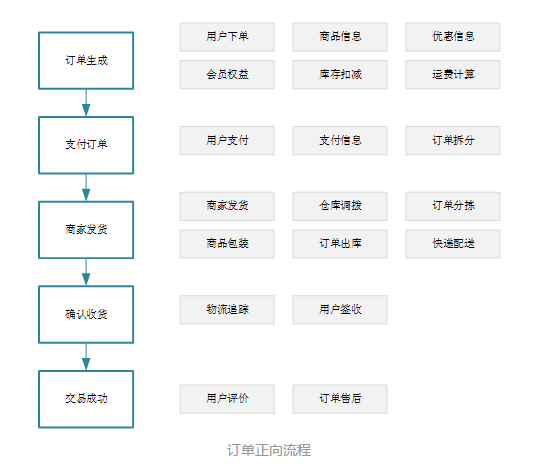 用户下单 商品信息 优惠信息
订单生成
会员权益 库存扣减 运费计算
支付订单 用户支付 支付信息 订单拆分
商家发货 仓库调拨 订单分拣
商家发货
商品包装 订单出库 快递配送
确认收货 物流追踪 用户签收
交易成功 用户评价 订单售后
订单正向流程